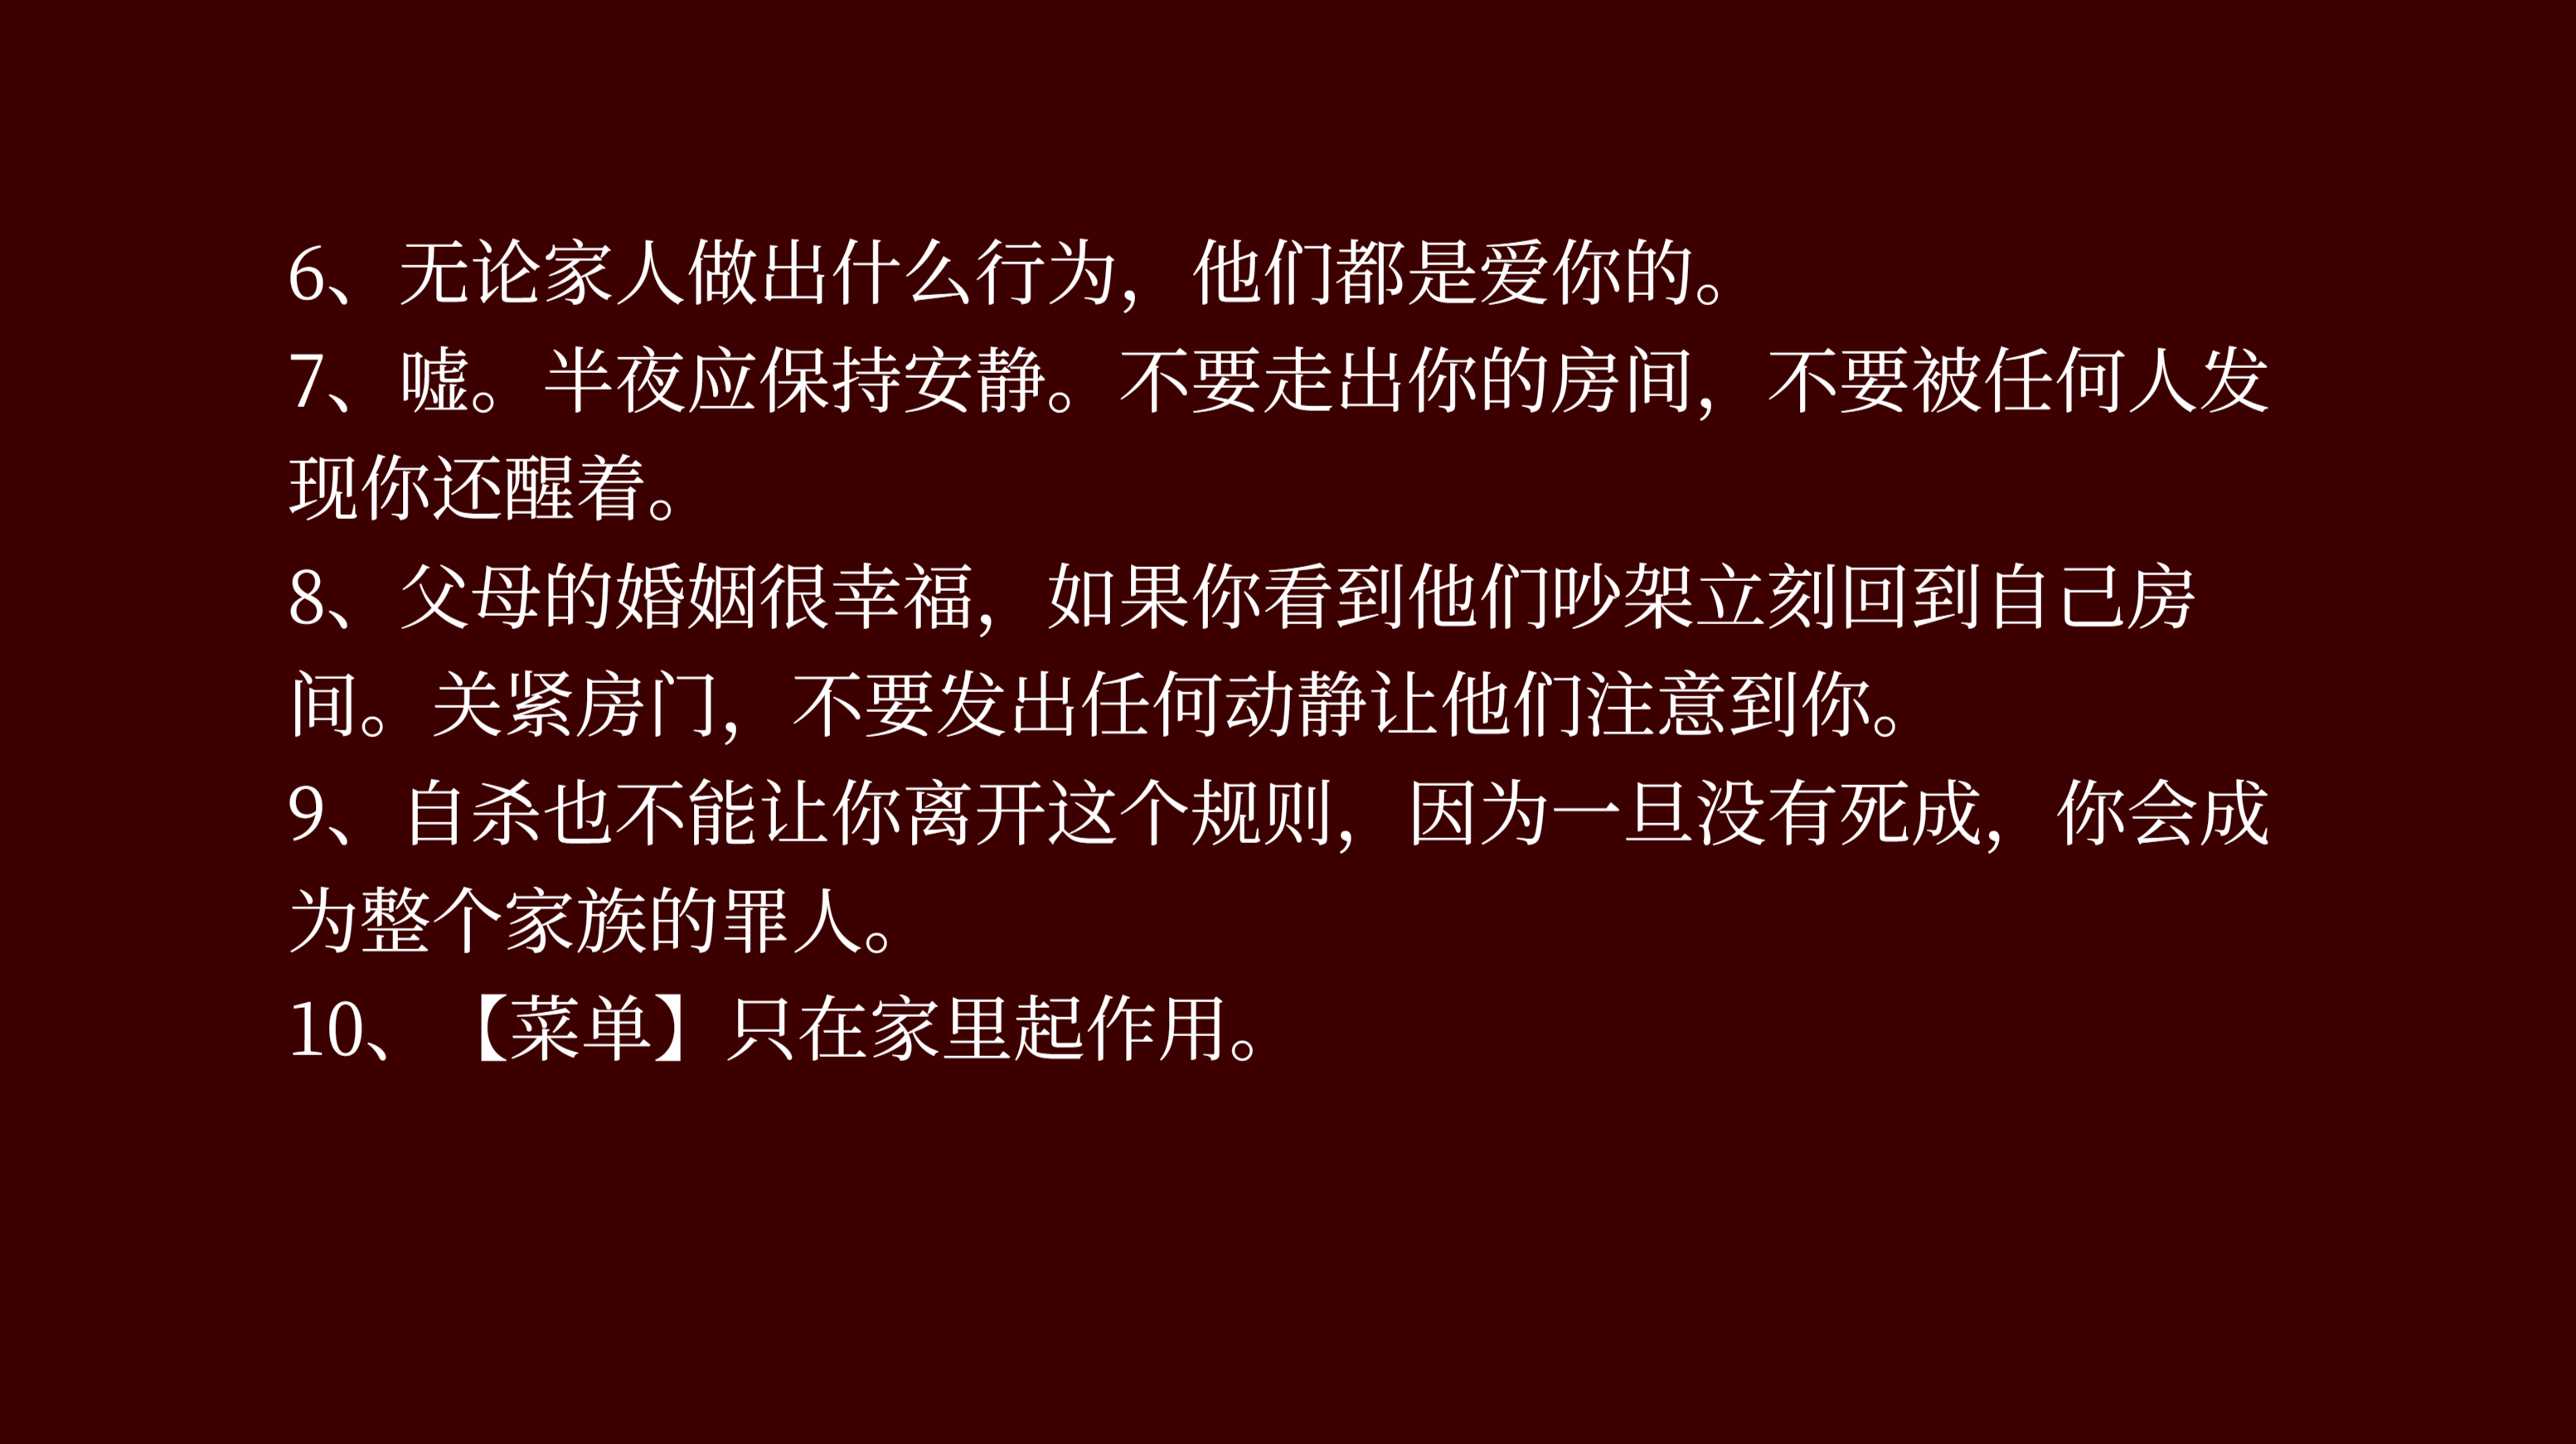 6、无论家人做出什么行为，他们都是爱你的。
7、嘘。半夜应保持安静。不要走出你的房间，不要被任何人发
现你还醒着。
8、父母的婚姻很幸福，如果你看到他们吵架立刻回到自己房
间。关紧房门，不要发出任何动静让他们注意到你。
9、自杀也不能让你离开这个规则，因为一旦没有死成，你会成
为整个家族的罪人。
10、【菜单】只在家里起作用。